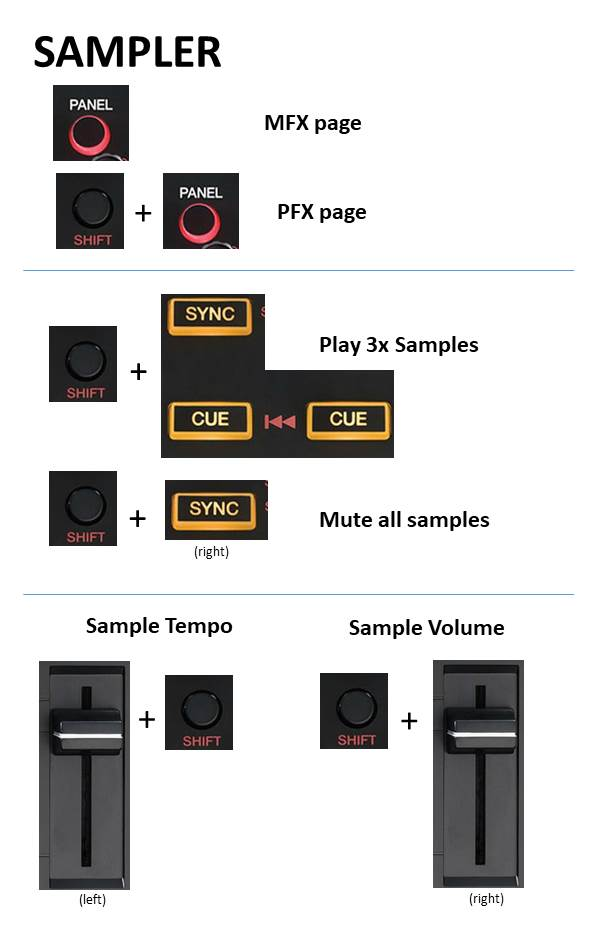 SAMPLER
PANEL
MFX page
SHIFT
+
PANEL
PFX page
SYNC
SHIFT
+
Play 3x Samples
CUE
CUE
SHIFT
+
SYNC
Mute all samples
(right)
Sample Tempo
Sample Volume
+
SHIFT
SHIFT
+
(left)
(right)